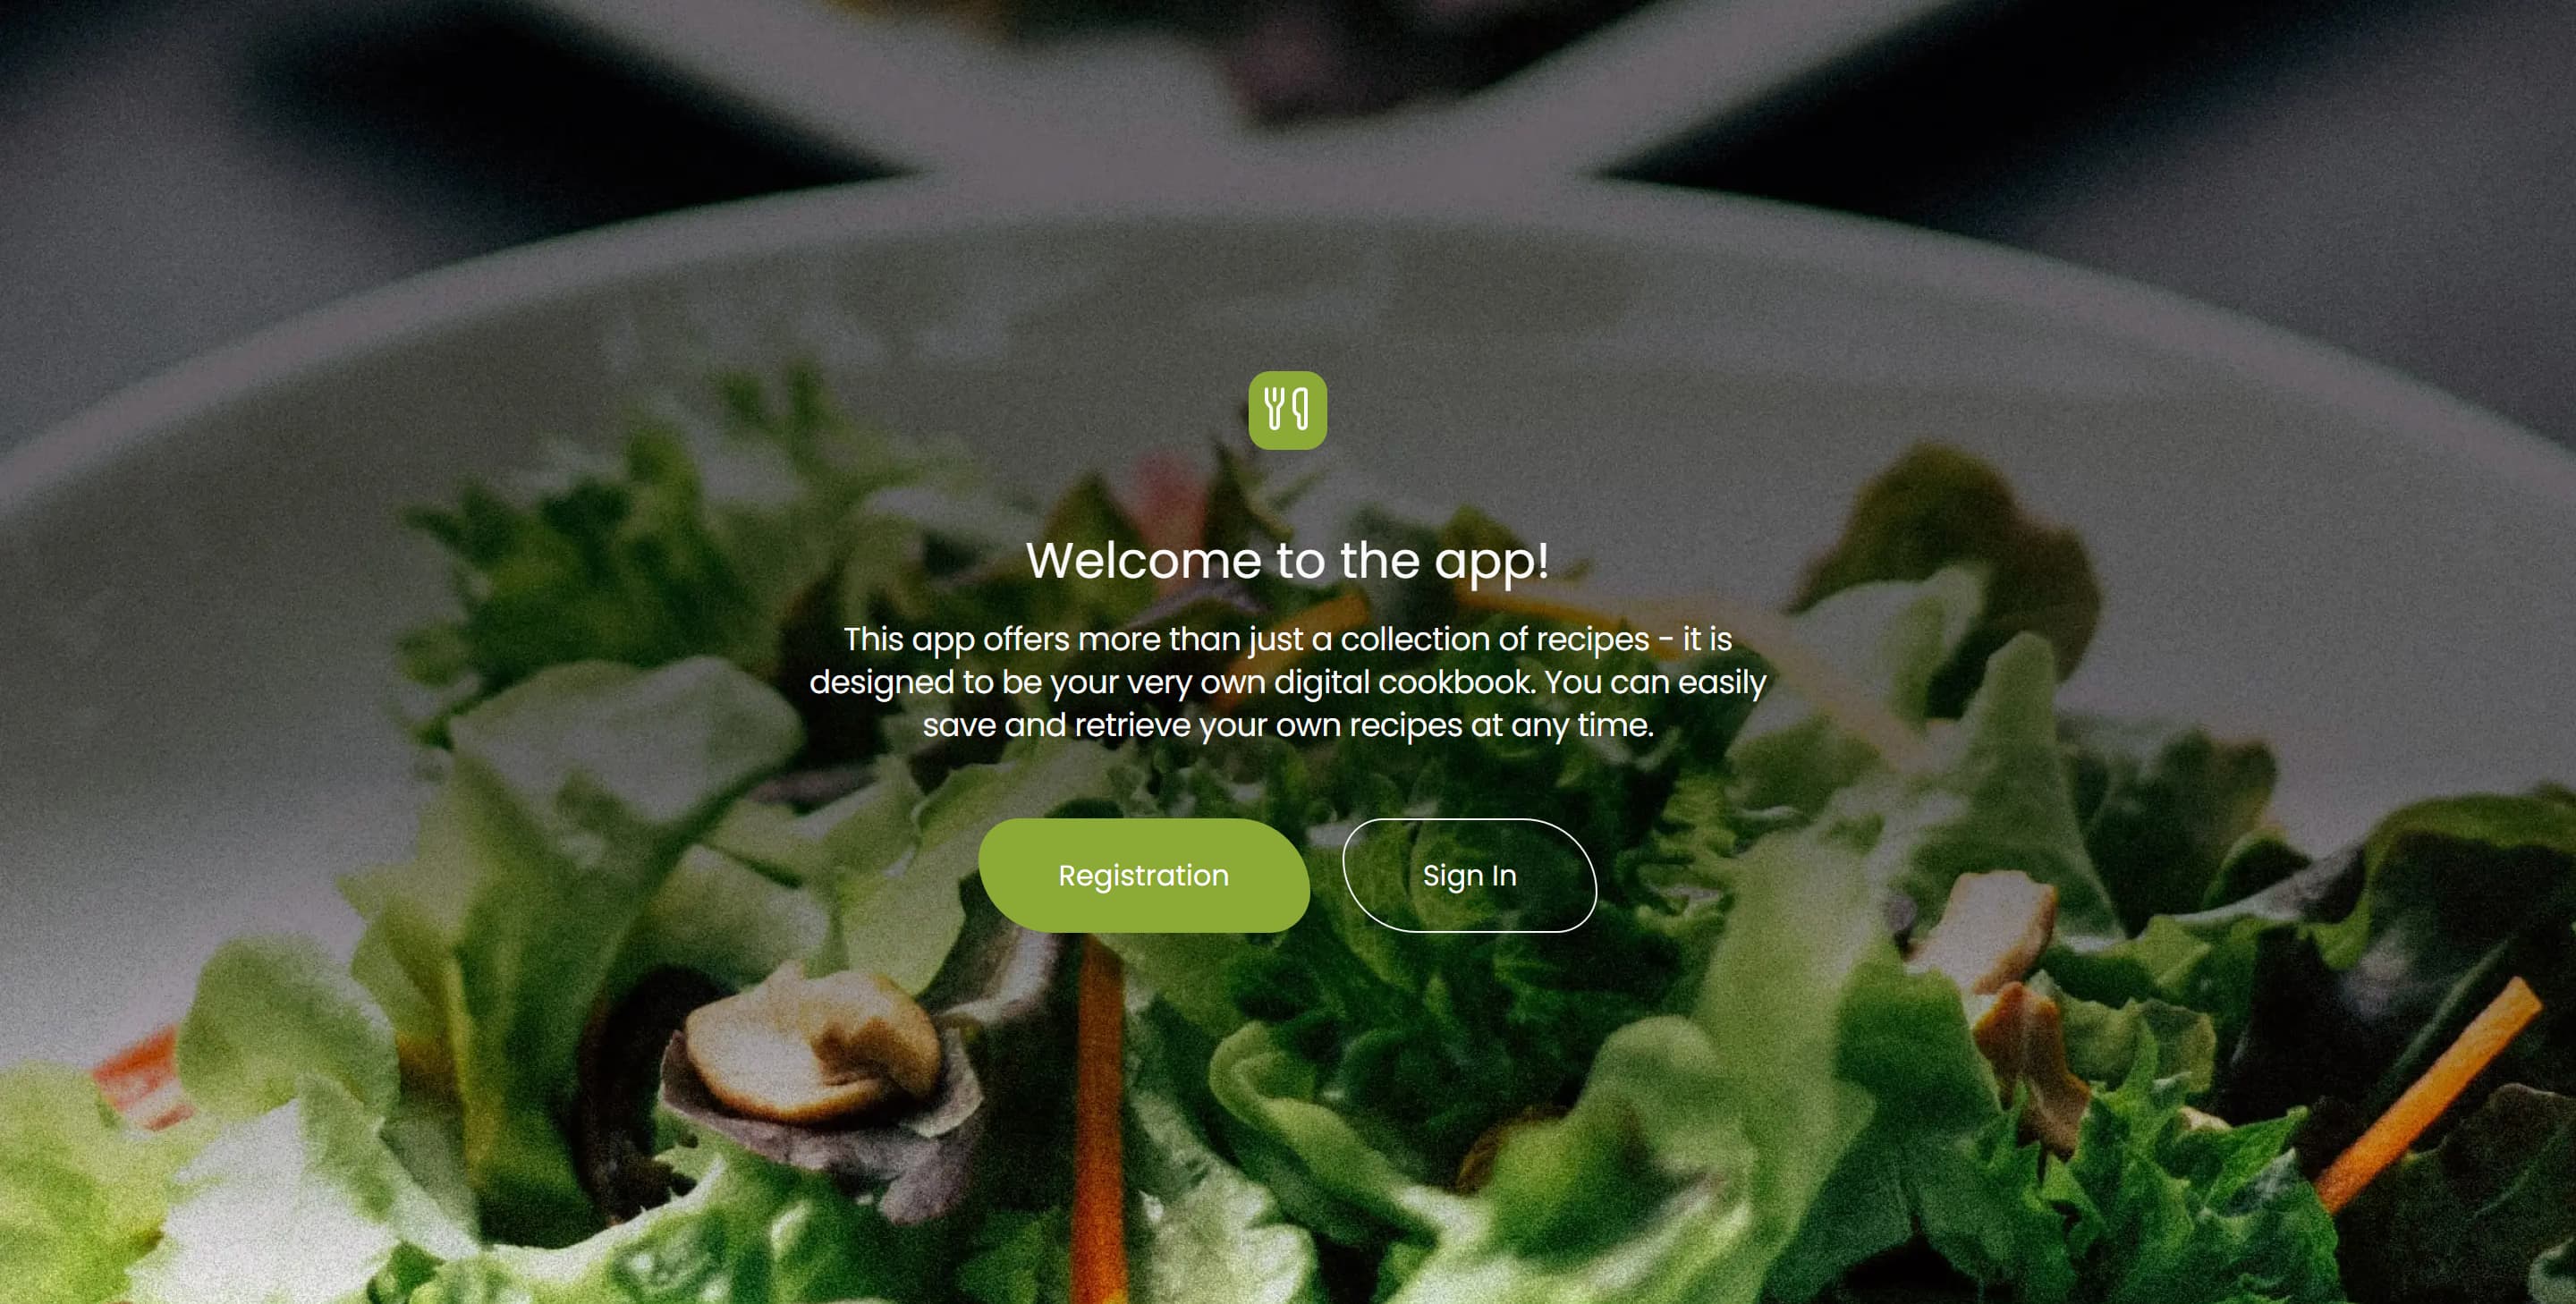 Welcome to the app!
This app offers more than just a collection of recipes - it is
designed to be your very own digital cookbook. You can easily
save and retrieve your own recipes at any time.
Registration
Sign In